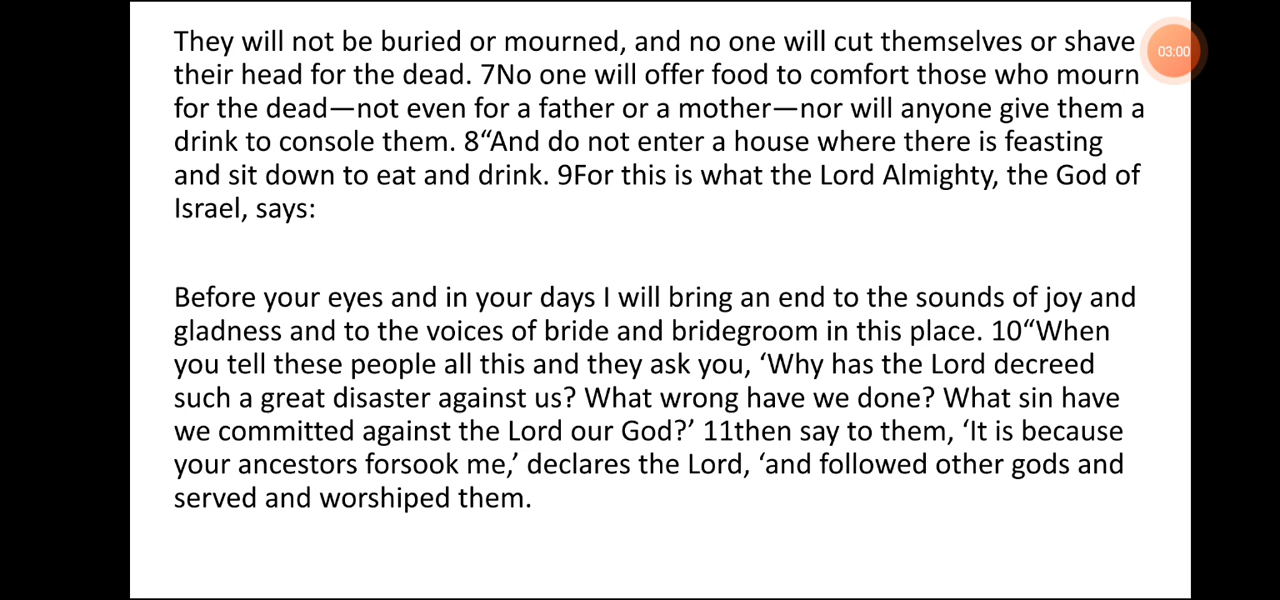 They will not be buried or mourned, and no one will cut themselves or shave
03:00
their head for the dead. 7No one will offer food to comfort those who mourn
for the dead—not even for a father or a mother—nor will anyone give them a
drink to console them. 8“And do not enter a house where there is feasting
and sit down to eat and drink. 9For this is what the Lord Almighty, the God of
Israel, says:
Before your eyes and in your days I will bring an end to the sounds of joy and
gladness and to the voices of bride and bridegroom in this place. 10“When
you tell these people all this and they ask you, ‘Why has the Lord decreed
such a great disaster against us? What wrong have we done? What sin have
we committed against the Lord our God?’ 11then say to them, ‘It is because
your ancestors forsook me,’ declares the Lord, ‘and followed other gods and
served and worshiped them.